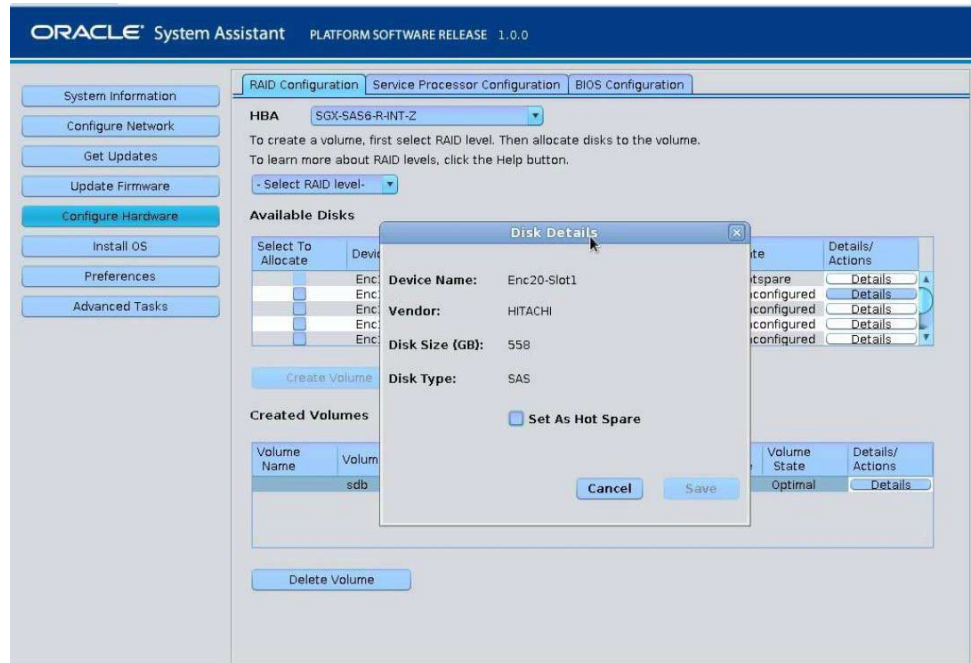 ORACLE System Assistant PLATFORM SOFTWARE RELEASE 1.0.0
System Information
Configure Network
Get Updates
Update Firmware
Configure Hardware
Install OS
Preferences
Advanced Tasks
RAID Configuration Service Processor Configuration BIOS Configuration
HBA SGX-SAS6-R-INT-Z
To create a volume, first select RAID level. Then allocate disks to the volume.
To learn more about RAID levels, click the Help button.
- Select RAID level-
Available Disks
Select To
Allocate
Details/
Actions
Details
Details
Details
Details
Details
Create Volume
Disk Details
Device Name: Enc20-Slot1
Vendor: HITACHI
Disk Size (GB): 558
Disk Type: SAS
Set As Hot Spare
Cancel Save
Created Volumes
Volume
Name
Volum
Volume
State
Details/
Actions
sdb Optimal Details
Delete Volume